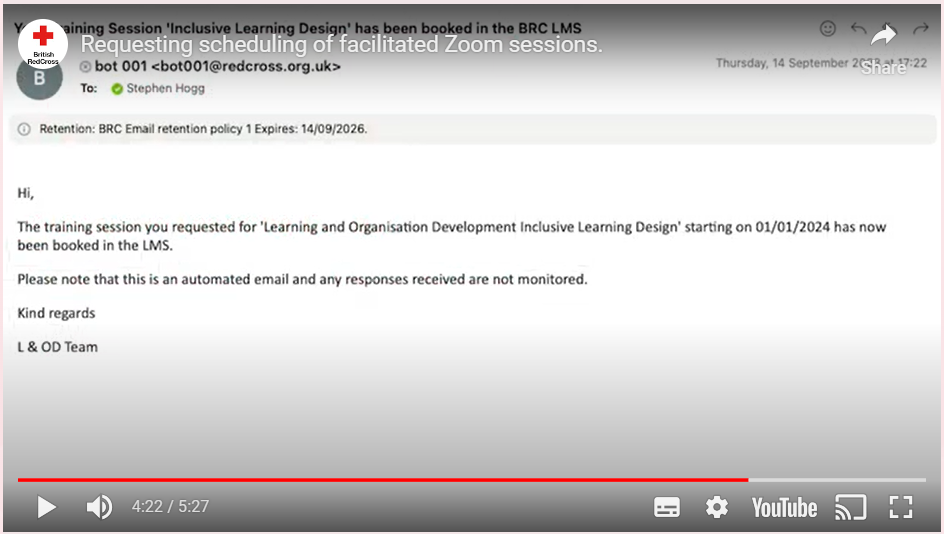 Y aining Session 'Inclusive Learning Design' has been booked in the BRC LMS
Requesting scheduling of facilitated Zoom sessions.
British
RedCross
B
bot 001 <bot001@redcross.org.uk>
Thursday, 14 September at 17:22
Share
To: Stephen Hogg
Retention: BRC Email retention policy 1 Expires: 14/09/2026.
Hi,
The training session you requested for 'Learning and Organisation Development Inclusive Learning Design' starting on 01/01/2024 has now
been booked in the LMS.
Please note that this is an automated email and any responses received are not monitored.
Kind regards
L & OD Team
4:22 / 5:27
YouTube